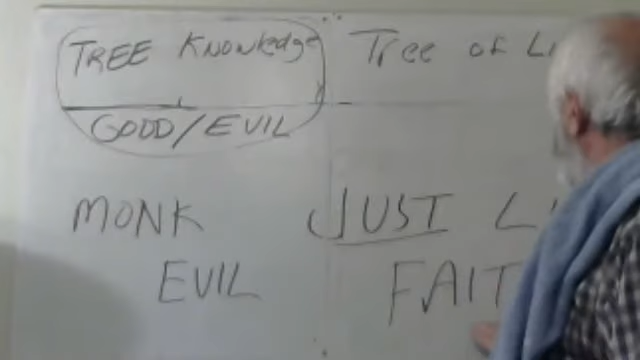 TREE Knowledge
GOOD/EVIL
MONK
EVIL
Tree of
JUST